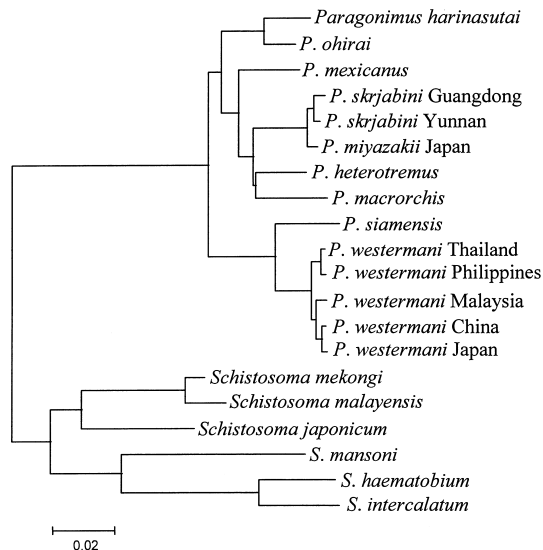 Paragonimus harinasutai
P. ohirai
P. mexicanus
P. skrjabini Guangdong
P. skrjabini Yunnan
P. miyazakii Japan
P. heterotremus
P. macrorchis
P. siamensis
P. westermani Thailand
P. westermani Philippines
P. westermani Malaysia
P. westermani China
P. westermani Japan
Schistosoma mekongi
Schistosoma malayensis
Schistosoma japonicum
S. mansoni
S. haematobium
S. intercalatum
0.02